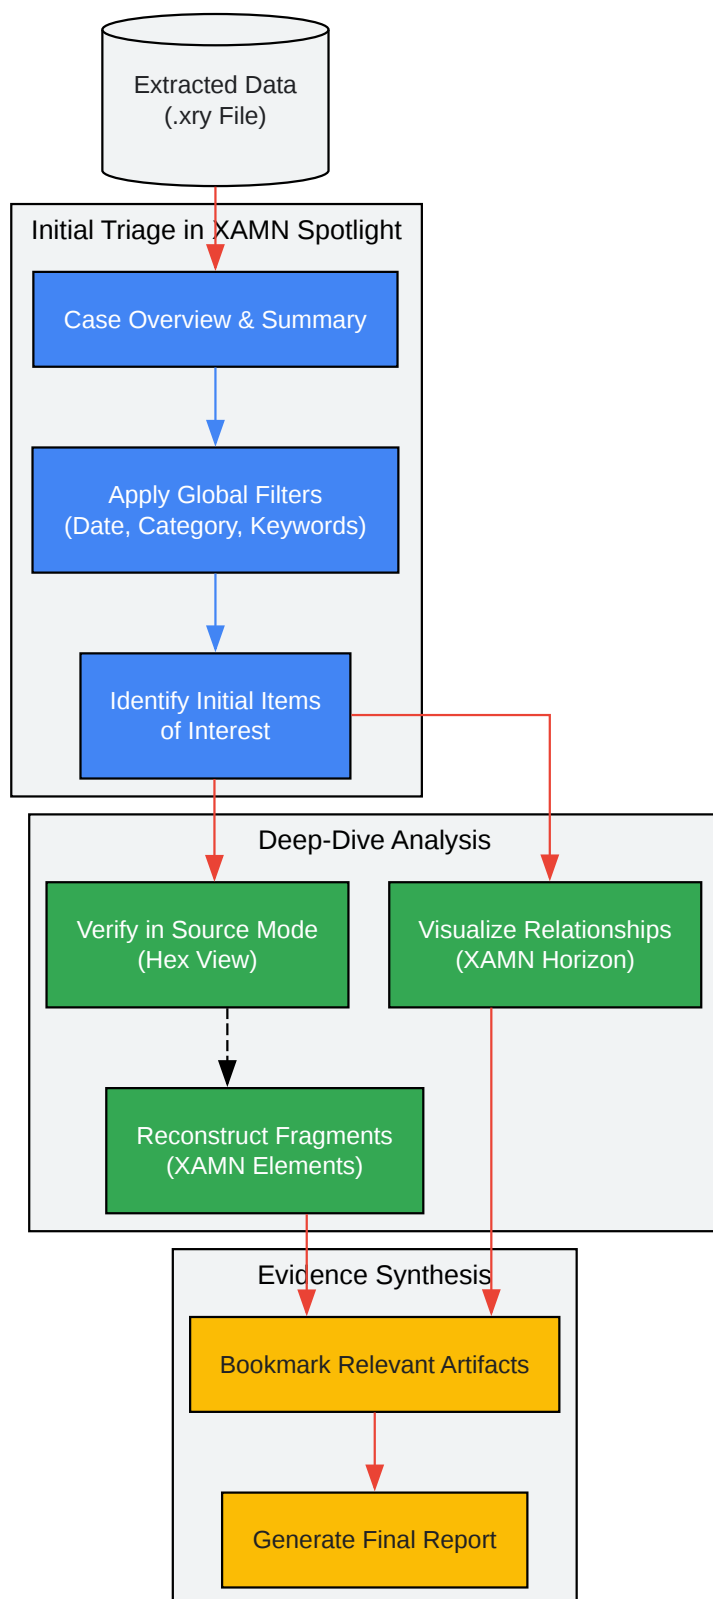 Extracted Data
(.xry File)
Initial Triage in XAMN Spotlight
Case Overview & Summary
Apply Global Filters
(Date, Category, Keywords)
Identify Initial Items
of Interest
Deep-Dive Analysis
Verify in Source Mode
(Hex View)
Visualize Relationships
(XAMN Horizon)
Reconstruct Fragments
(XAMN Elements)
Evidence Synthesis
Bookmark Relevant Artifacts
Generate Final Report